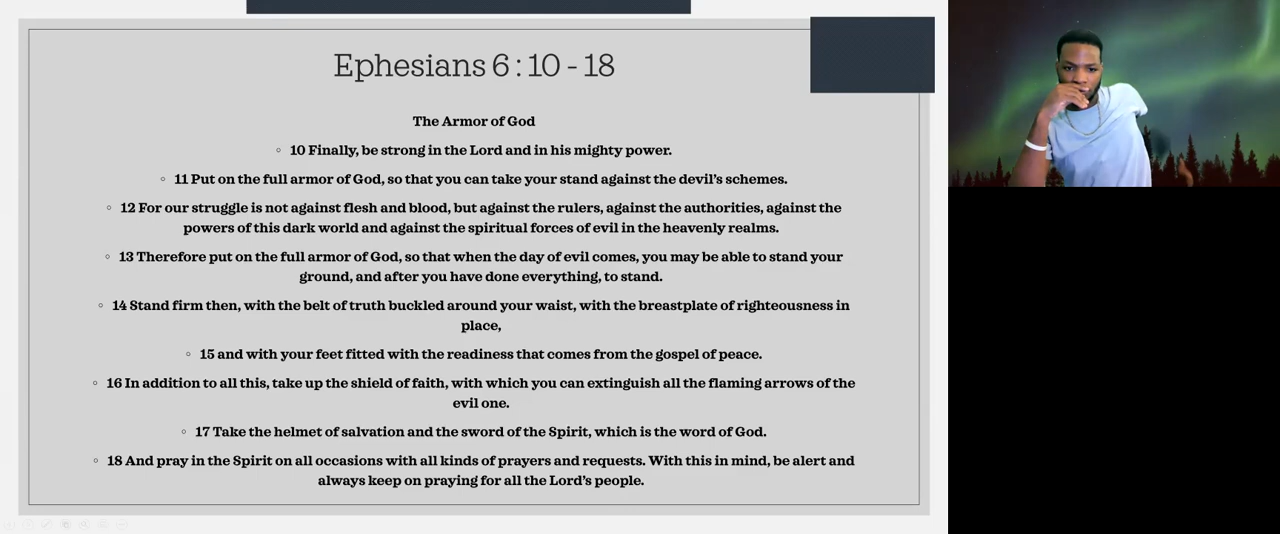 Ephesians 6 : 10 - 18
The Armor of God
10 Finally, be strong in the Lord and in his mighty power.
11 Put on the full armor of God, so that you can take your stand against the devil’s schemes.
12 For our struggle is not against flesh and blood, but against the rulers, against the authorities, against the
powers of this dark world and against the spiritual forces of evil in the heavenly realms.
13 Therefore put on the full armor of God, so that when the day of evil comes, you may be able to stand your
ground, and after you have done everything, to stand.
14 Stand firm then, with the belt of truth buckled around your waist, with the breastplate of righteousness in
place,
15 and with your feet fitted with the readiness that comes from the gospel of peace.
16 In addition to all this, take up the shield of faith, with which you can extinguish all the flaming arrows of the
evil one.
17 Take the helmet of salvation and the sword of the Spirit, which is the word of God.
18 And pray in the Spirit on all occasions with all kinds of prayers and requests. With this in mind, be alert and
always keep on praying for all the Lord’s people.